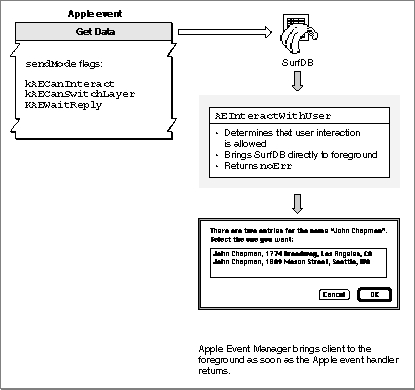 Apple event
Get Data
sendMode flags:
kAECanInteract
kAECanSwitchLayer
KAEWaitReply
SurfDB
AEInteractWithUser
• Determines that user interaction
is allowed
• Brings SurfDB directly to foreground
• Returns noErr
There are two entries for the name "John Chapman".
Select the one you want:
John Chapman, 1774 Broadway, Los Angeles, CA
John Chapman, 1869 Mason Street, Seattle, WA
Cancel
OK
Apple Event Manager brings client to the
foreground as soon as the Apple event handler
returns.